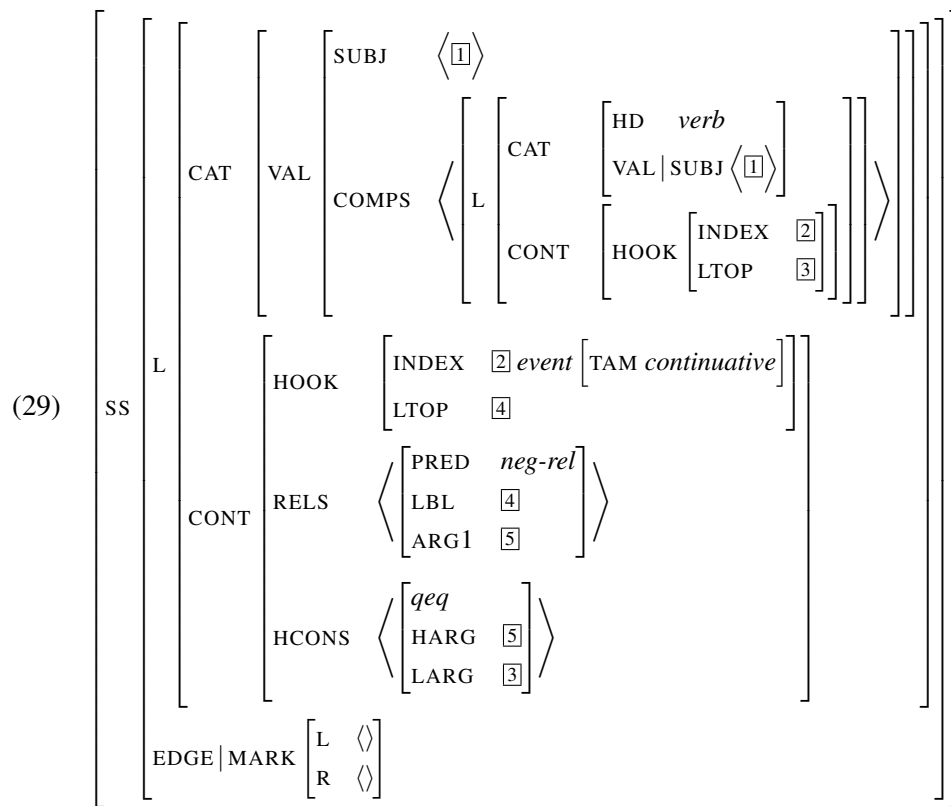 SUBJ ⟨1⟩
HD verb
CAT
VAL|SUBJ ⟨1⟩
CAT VAL
COMPS L
INDEX 2
CONT HOOK
LTOP 3
L
INDEX 2 event [TAM continuative]
HOOK
LTOP 4
(29) SS
PRED neg-rel
RELS LBL 4
CONT
ARG1 5
qeq
HCONS HARG 5
LARG 3
L ⟨⟩
EDGE|MARK
R ⟨⟩